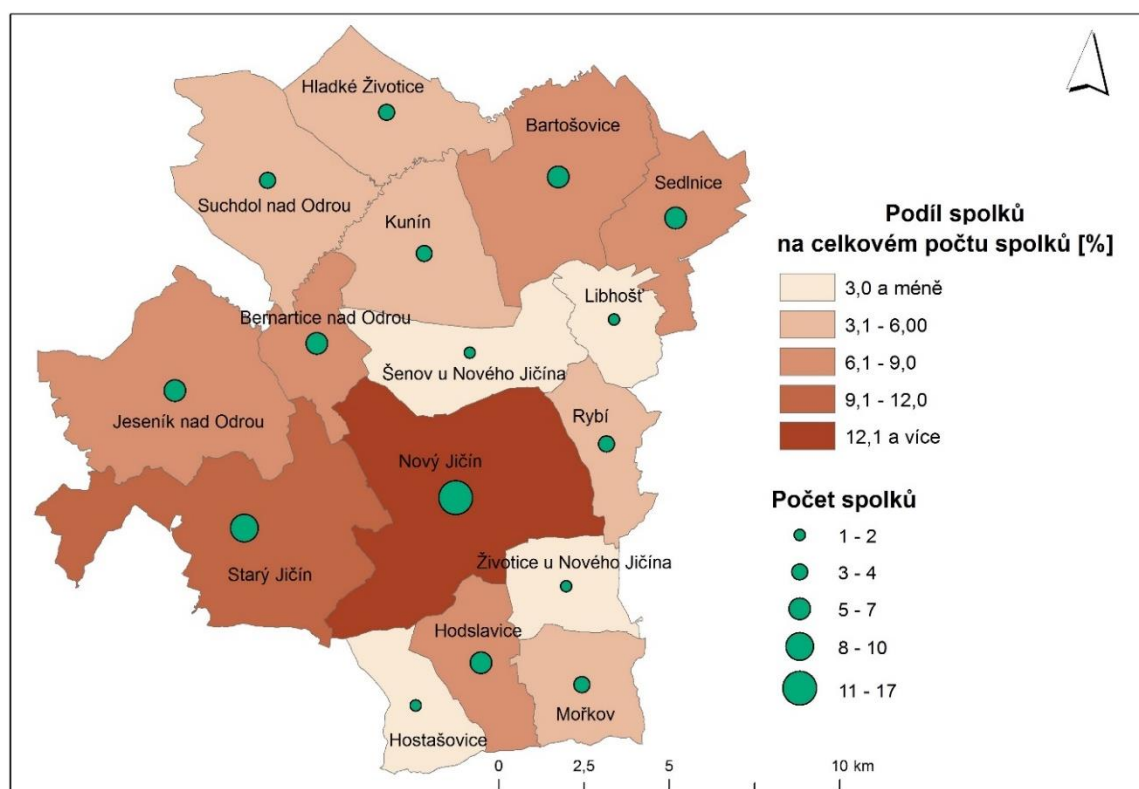 Hladké Životice
Bartošovice
Sedlnice
Suchdol nad Odrou
Kunín
Libhošť
Bernartice nad Odrou
Šenov u Nového Jičína
Jeseník nad Odrou
Rybí
Nový Jičín
Starý Jičín
Životice u Nového Jičína
Hodslavice
Mořkov
Hostašovice
Podíl spolků
na celkovém počtu spolků [%]
3,0 a méně
3,1 - 6,00
6,1 - 9,0
9,1 - 12,0
12,1 a více
Počet spolků
1 - 2
3 - 4
5 - 7
8 - 10
11 - 17
0 2,5 5 10 km